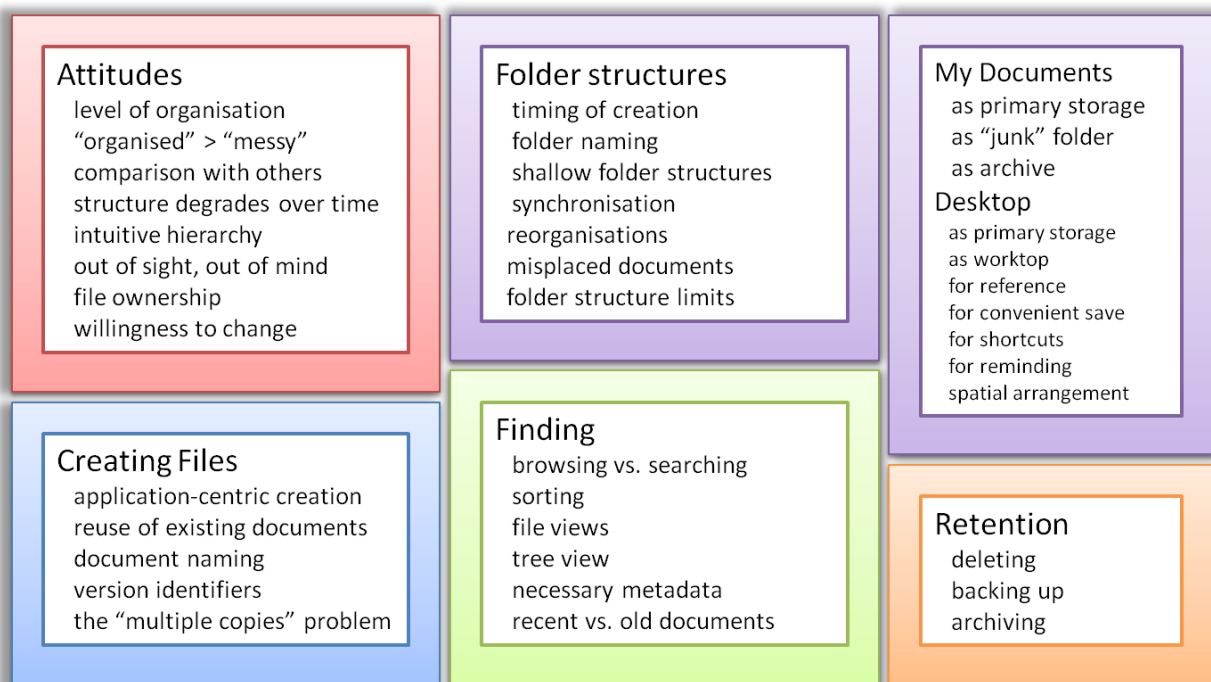 Attitudes
level of organisation
“organised” > “messy”
comparison with others
structure degrades over time
intuitive hierarchy
out of sight, out of mind
file ownership
willingness to change
Creating Files
application-centric creation
reuse of existing documents
document naming
version identifiers
the “multiple copies” problem
Folder structures
timing of creation
folder naming
shallow folder structures
synchronisation
reorganisations
misplaced documents
folder structure limits
Finding
browsing vs. searching
sorting
file views
tree view
necessary metadata
recent vs. old documents
My Documents
as primary storage
as “junk” folder
as archive
Desktop
as primary storage
as worktop
for reference
for convenient save
for shortcuts
for reminding
spatial arrangement
Retention
deleting
backing up
archiving